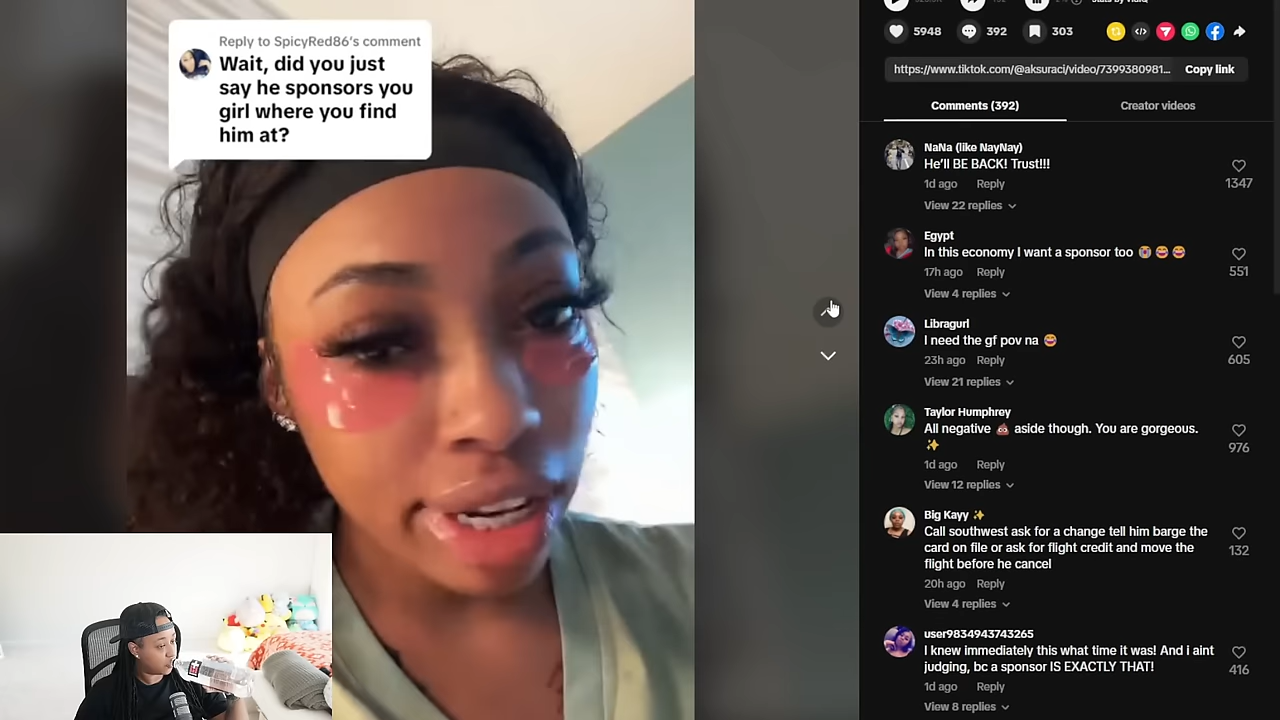 Reply to SpicyRed86's comment
Wait, did you just
say he sponsors you
girl where you find
him at?
5948
392
303
https://www.tiktok.com/@aksuraci/video/7399380981...
Copy link
Comments (392)
Creator videos
NaNa (like NayNay)
He'll BE BACK! Trust!!!
1347
1d ago Reply
View 22 replies
Egypt
In this economy I want a sponsor too 😭 😂 😂
551
17h ago Reply
View 4 replies
Libragurl
I need the gf pov na 😂
605
23h ago Reply
View 21 replies
Taylor Humphrey
All negative 💩 aside though. You are gorgeous.
✨
976
1d ago Reply
View 12 replies
Big Kayy ✨
Call southwest ask for a change tell him barge the
card on file or ask for flight credit and move the
flight before he cancel
132
20h ago Reply
View 4 replies
user9834943743265
I knew immediately this what time it was! And i aint
judging, bc a sponsor IS EXACTLY THAT!
416
1d ago Reply
View 8 replies